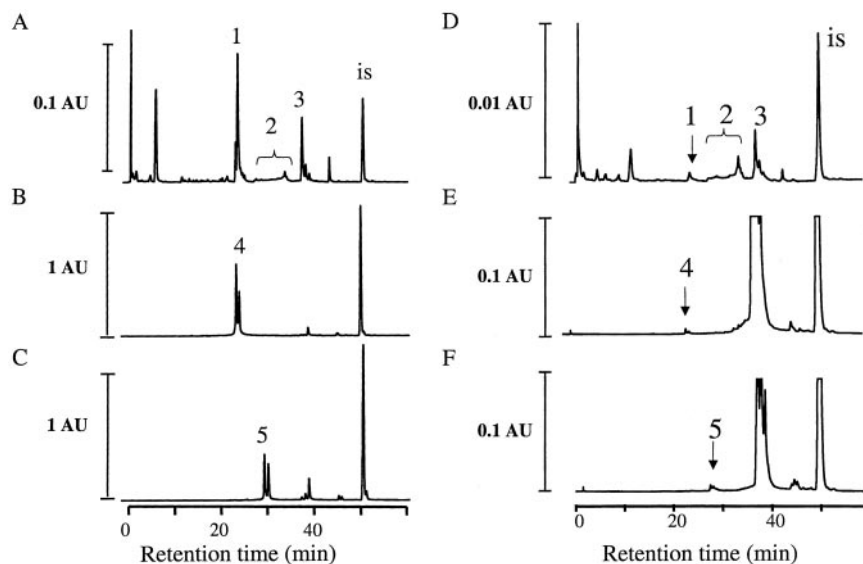 A
0.1 AU
1
2
3
is
B
1 AU
4
C
1 AU
5
0 20 40
Retention time (min)
D
0.01 AU
1
2
3
is
E
0.1 AU
4
F
0.1 AU
5
0 20 40
Retention time (min)